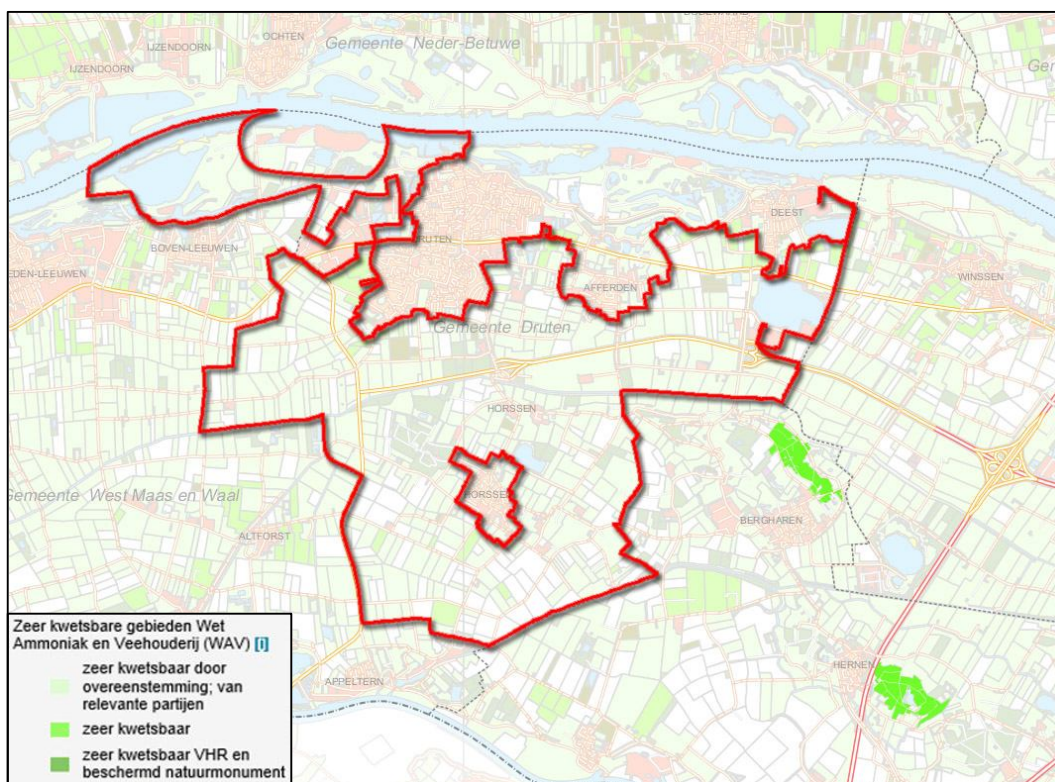 OCHTEN
IJZENDOORN
Gemeente Neder-Betuwe
IJZENDOORN
DEEST
BOVEN-LEEUWEN
DRUTEN
EDEN-LEEUWEN
WINSSEN
AFFERDEN
Gemeente Druten
HORSSEN
HORSSEN
Gemeente West Maas en Waal
BERGHAREN
ALTFORST
HERNEN
APPELTERN
Zeer kwetsbare gebieden Wet
Ammoniak en Veehouderij (WAV) [i]
zeer kwetsbaar door
overeenstemming; van
relevante partijen
zeer kwetsbaar
zeer kwetsbaar VHR en
beschermd natuurmonument